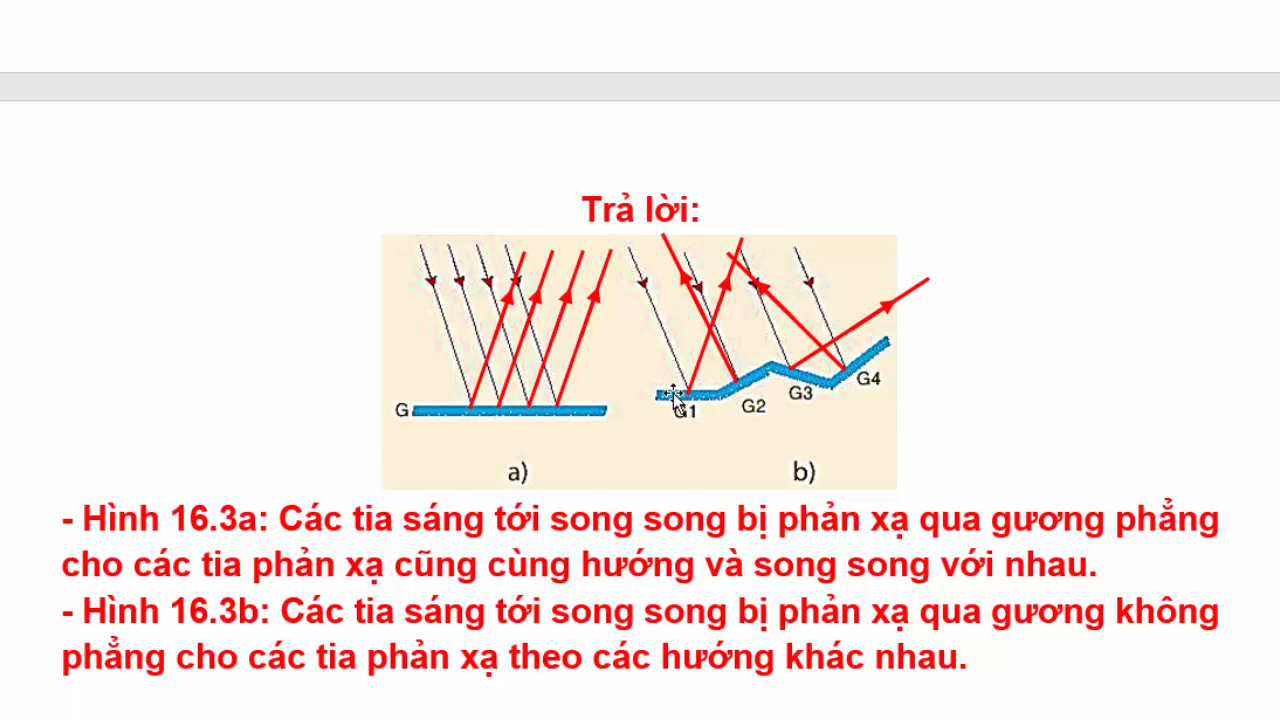 Trả lời:
G
G1
G2
G3
G4
a)
b)
- Hình 16.3a: Các tia sáng tới song song bị phản xạ qua gương phẳng
cho các tia phản xạ cũng cùng hướng và song song với nhau.
- Hình 16.3b: Các tia sáng tới song song bị phản xạ qua gương không
phẳng cho các tia phản xạ theo các hướng khác nhau.